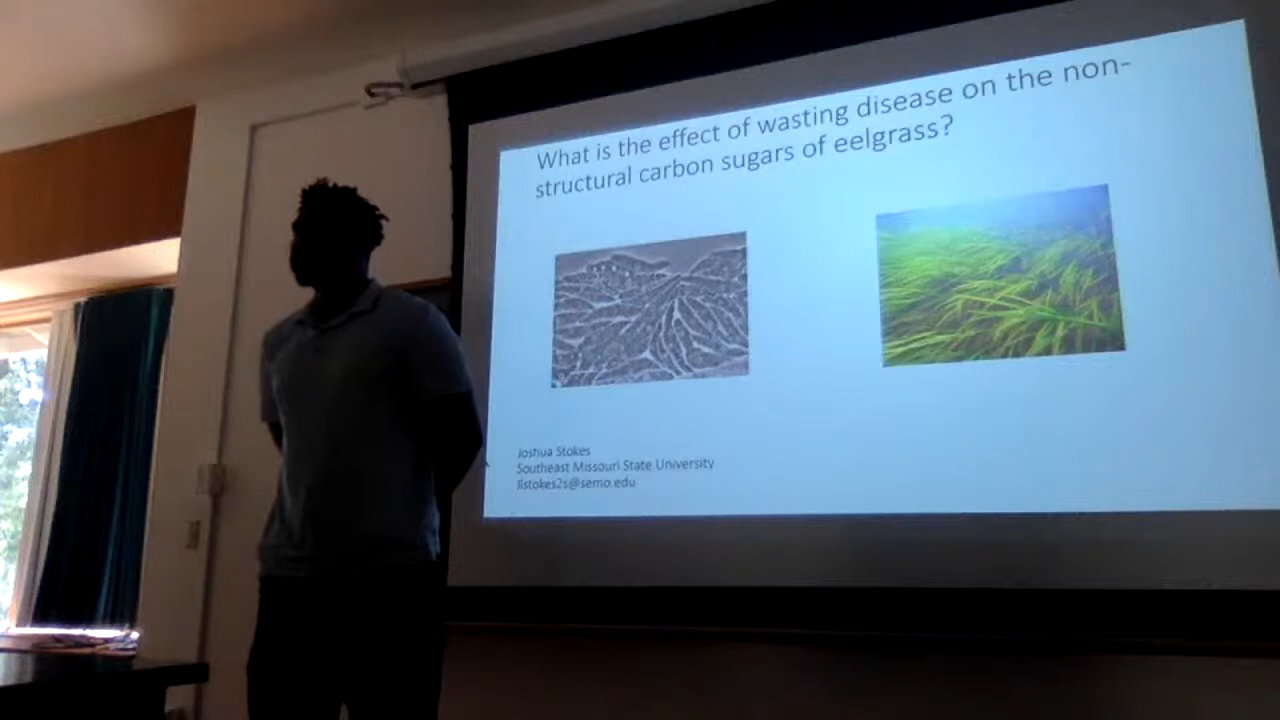 What is the effect of wasting disease on the non-
structural carbon sugars of eelgrass?
Joshua Stokes
Southeast Missouri State University
Jlstokes2s@semo.edu